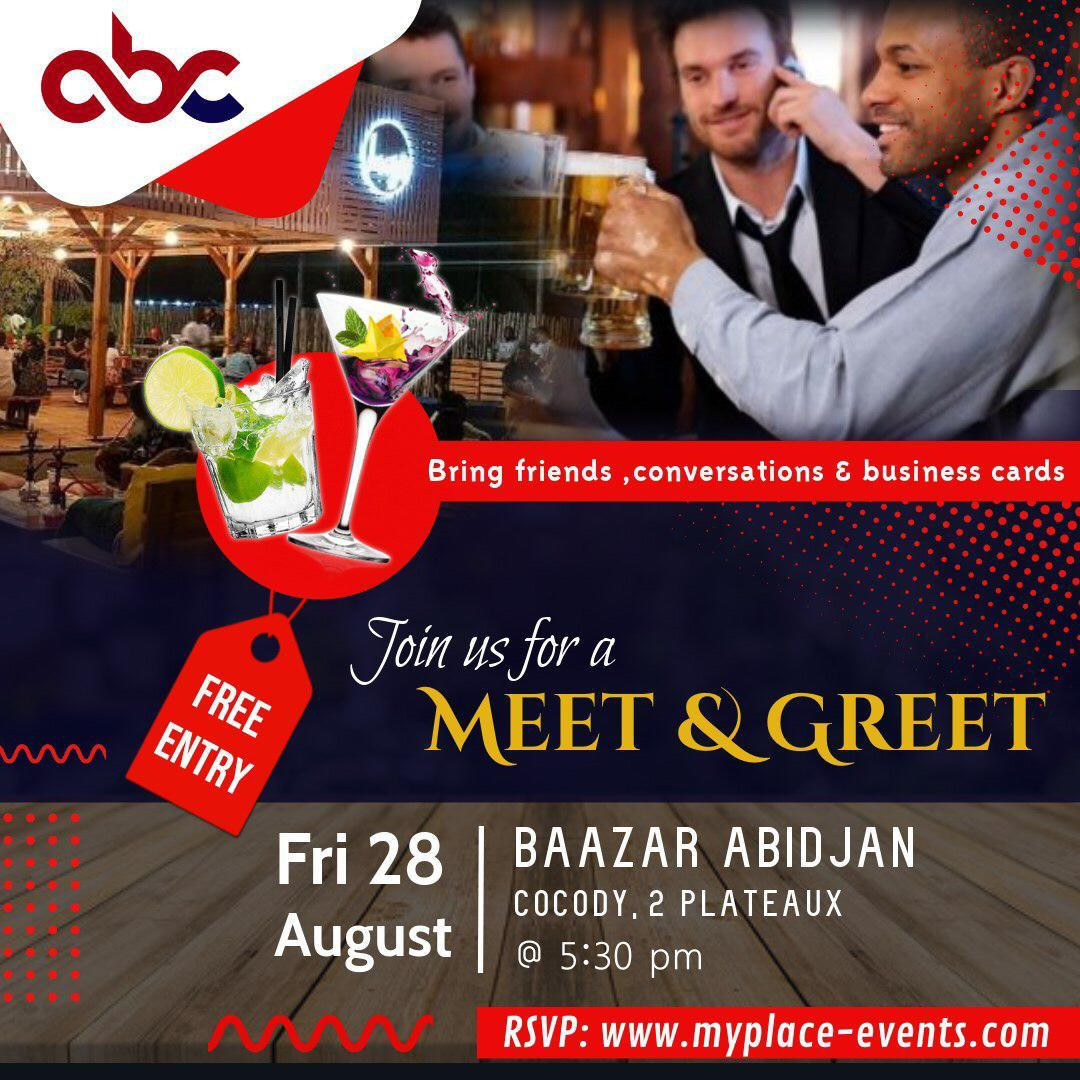 abc
Bring friends ,conversations & business cards
Join us for a
MEET & GREET
FREE
ENTRY
Fri 28
August
BAAZAR ABIDJAN
COCODY, 2 PLATEAUX
@ 5:30 pm
RSVP: www.myplace-events.com